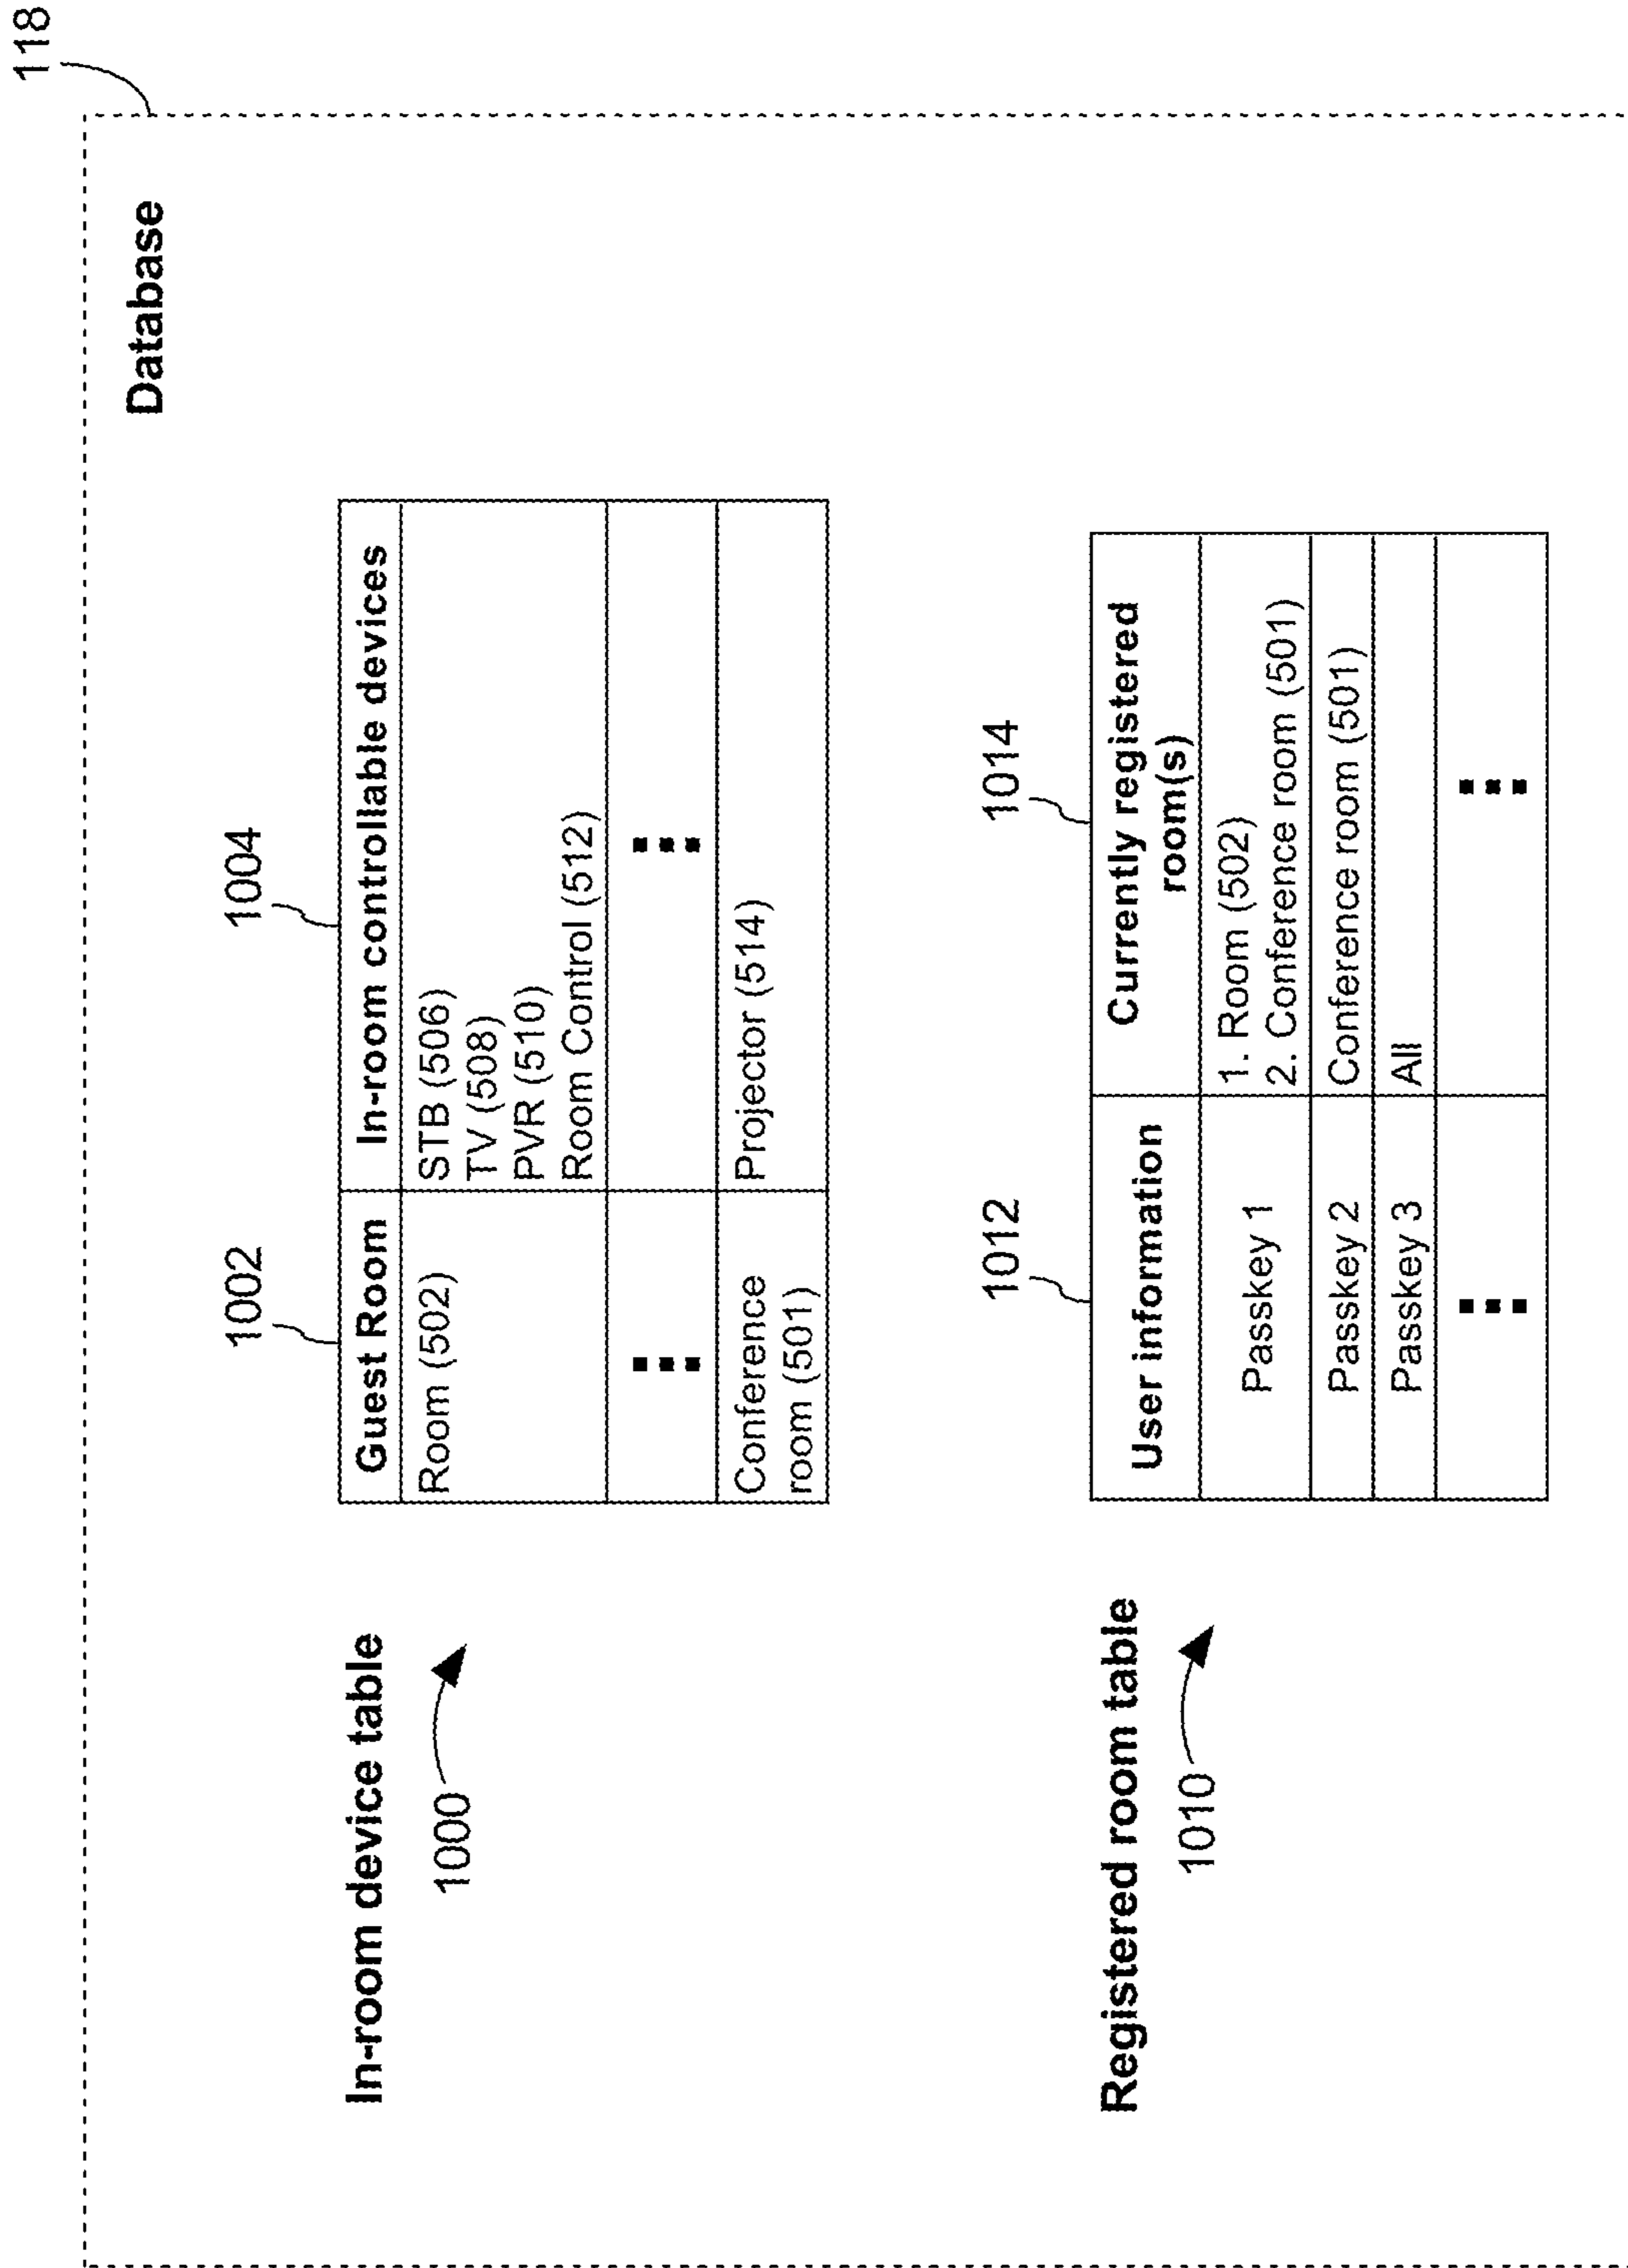 118
Database
1002
1004
Guest Room
In-room controllable devices
In-room device table
1000
Room (502)
STB (506)
TV (508)
PVR (510)
Room Control (512)
Conference
room (501)
Projector (514)
1012
1014
User information
Currently registered
room(s)
Registered room table
1010
Passkey 1
1. Room (502)
2. Conference room (501)
Passkey 2
Conference room (501)
Passkey 3
All